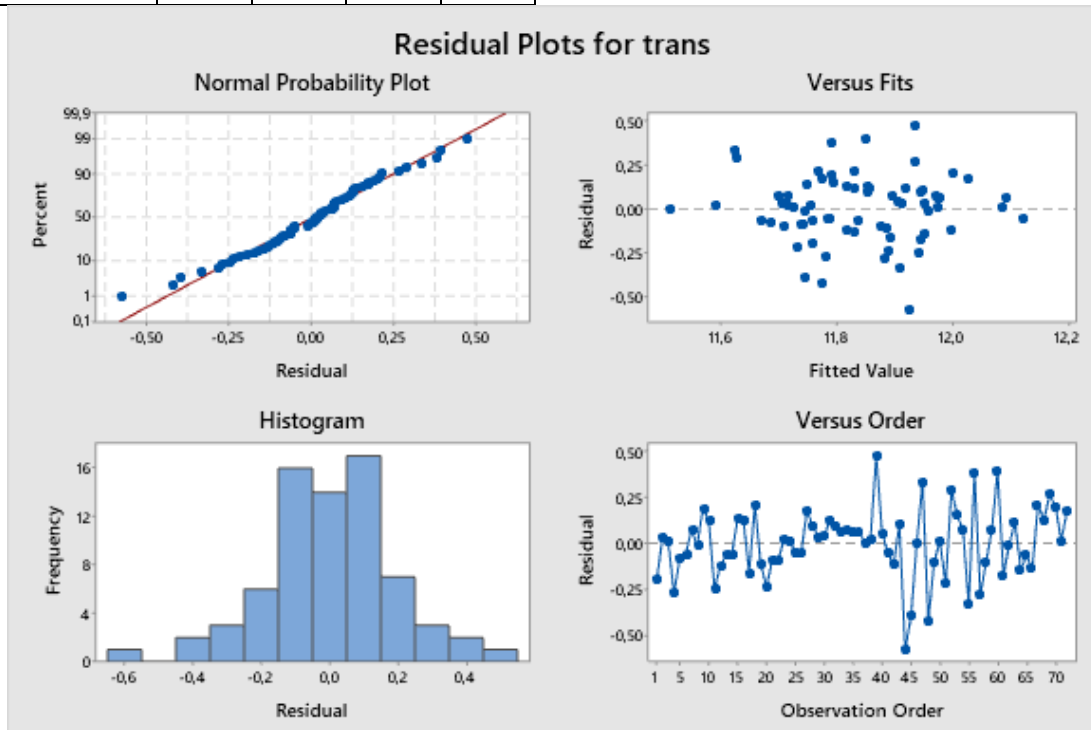 Residual Plots for trans
Normal Probability Plot
99,9
99
90
50
10
1
0,1
Percent
-0,50 -0,25 0,00 0,25 0,50
Residual
Versus Fits
0,50
0,25
0,00
-0,25
-0,50
Residual
11,6 11,8 12,0 12,2
Fitted Value
Histogram
16
12
8
4
0
Frequency
-0,6 -0,4 -0,2 0,0 0,2 0,4
Residual
Versus Order
0,50
0,25
0,00
-0,25
-0,50
Residual
1 5 10 15 20 25 30 35 40 45 50 55 60 65 70
Observation Order